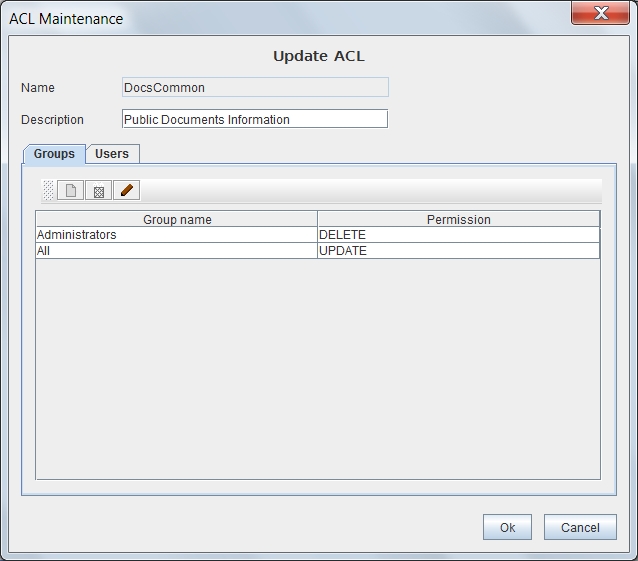 ACL Maintenance
Update ACL
Name DocsCommon
Description Public Documents Information
Groups Users
Group name Permission
Administrators DELETE
All UPDATE
Ok Cancel